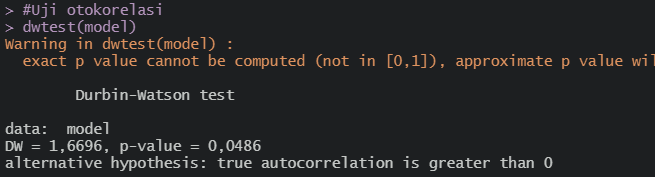 > #Uji otokorelasi
> dwtest(model)
Warning in dwtest(model) :
  exact p value cannot be computed (not in [0,1]), approximate p value wil

        Durbin-Watson test

data:  model
DW = 1,6696, p-value = 0,0486
alternative hypothesis: true autocorrelation is greater than 0